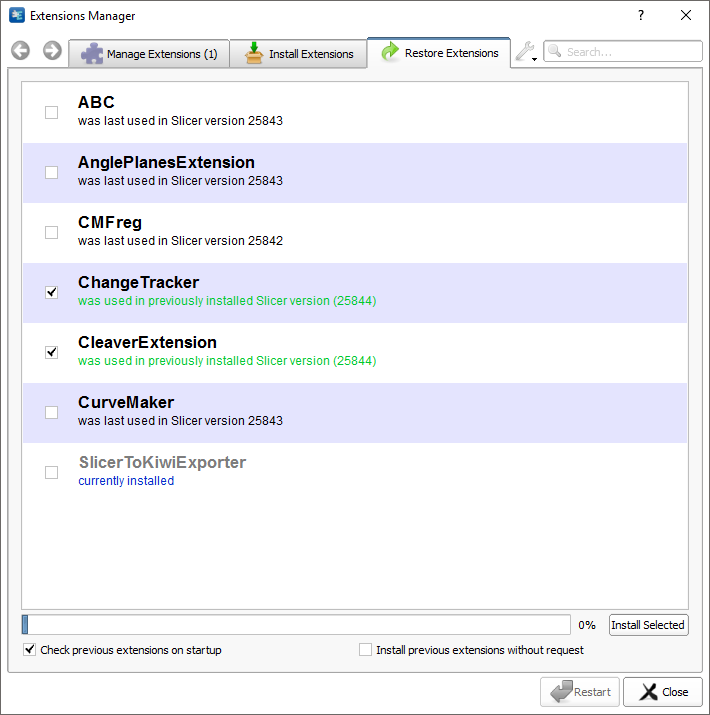 Extensions Manager
?
Manage Extensions (1)
Install Extensions
Restore Extensions
Search...
ABC
was last used in Slicer version 25843
AnglePlanesExtension
was last used in Slicer version 25843
CMFreg
was last used in Slicer version 25842
ChangeTracker
was used in previously installed Slicer version (25844)
CleaverExtension
was used in previously installed Slicer version (25844)
CurveMaker
was last used in Slicer version 25843
SlicerToKiwiExporter
currently installed
0%
Install Selected
Check previous extensions on startup
Install previous extensions without request
Restart
Close